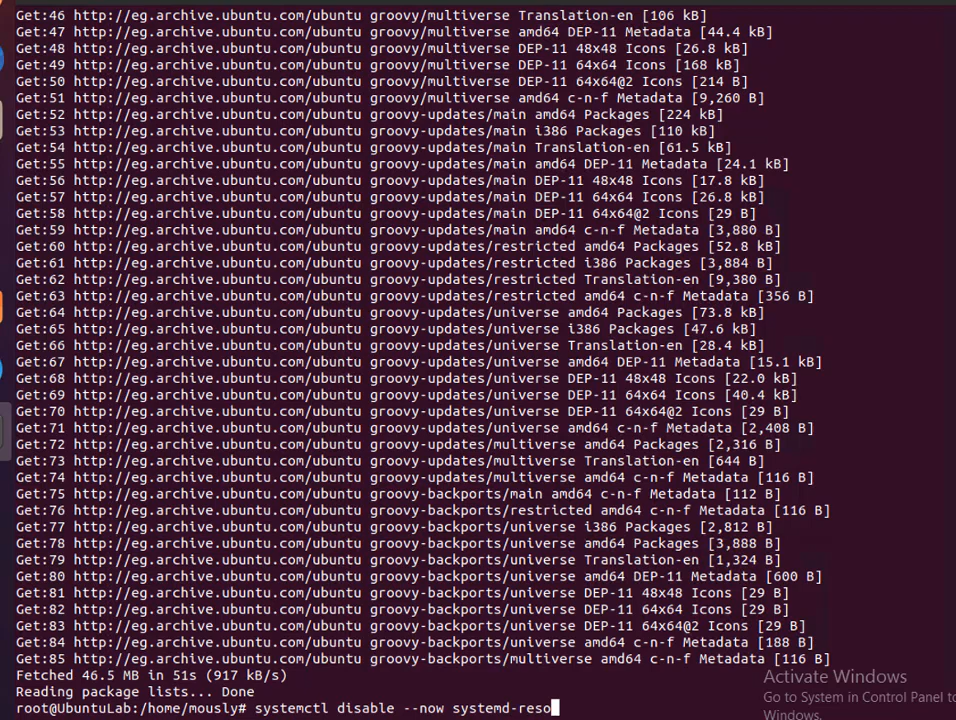 Get:46 http://eg.archive.ubuntu.com/ubuntu groovy/multiverse Translation-en [106 kB]
Get:47 http://eg.archive.ubuntu.com/ubuntu groovy/multiverse amd64 DEP-11 Metadata [44.4 kB]
Get:48 http://eg.archive.ubuntu.com/ubuntu groovy/multiverse DEP-11 48x48 Icons [26.8 kB]
Get:49 http://eg.archive.ubuntu.com/ubuntu groovy/multiverse DEP-11 64x64 Icons [168 kB]
Get:50 http://eg.archive.ubuntu.com/ubuntu groovy/multiverse DEP-11 64x64@2 Icons [214 B]
Get:51 http://eg.archive.ubuntu.com/ubuntu groovy/multiverse amd64 c-n-f Metadata [9,260 B]
Get:52 http://eg.archive.ubuntu.com/ubuntu groovy-updates/main amd64 Packages [224 kB]
Get:53 http://eg.archive.ubuntu.com/ubuntu groovy-updates/main i386 Packages [110 kB]
Get:54 http://eg.archive.ubuntu.com/ubuntu groovy-updates/main Translation-en [61.5 kB]
Get:55 http://eg.archive.ubuntu.com/ubuntu groovy-updates/main amd64 DEP-11 Metadata [24.1 kB]
Get:56 http://eg.archive.ubuntu.com/ubuntu groovy-updates/main DEP-11 48x48 Icons [17.8 kB]
Get:57 http://eg.archive.ubuntu.com/ubuntu groovy-updates/main DEP-11 64x64 Icons [26.8 kB]
Get:58 http://eg.archive.ubuntu.com/ubuntu groovy-updates/main DEP-11 64x64@2 Icons [29 B]
Get:59 http://eg.archive.ubuntu.com/ubuntu groovy-updates/main amd64 c-n-f Metadata [3,880 B]
Get:60 http://eg.archive.ubuntu.com/ubuntu groovy-updates/restricted amd64 Packages [52.8 kB]
Get:61 http://eg.archive.ubuntu.com/ubuntu groovy-updates/restricted i386 Packages [3,884 B]
Get:62 http://eg.archive.ubuntu.com/ubuntu groovy-updates/restricted Translation-en [9,380 B]
Get:63 http://eg.archive.ubuntu.com/ubuntu groovy-updates/restricted amd64 c-n-f Metadata [356 B]
Get:64 http://eg.archive.ubuntu.com/ubuntu groovy-updates/universe amd64 Packages [73.8 kB]
Get:65 http://eg.archive.ubuntu.com/ubuntu groovy-updates/universe i386 Packages [47.6 kB]
Get:66 http://eg.archive.ubuntu.com/ubuntu groovy-updates/universe Translation-en [28.4 kB]
Get:67 http://eg.archive.ubuntu.com/ubuntu groovy-updates/universe amd64 DEP-11 Metadata [15.1 kB]
Get:68 http://eg.archive.ubuntu.com/ubuntu groovy-updates/universe DEP-11 48x48 Icons [22.0 kB]
Get:69 http://eg.archive.ubuntu.com/ubuntu groovy-updates/universe DEP-11 64x64 Icons [40.4 kB]
Get:70 http://eg.archive.ubuntu.com/ubuntu groovy-updates/universe DEP-11 64x64@2 Icons [29 B]
Get:71 http://eg.archive.ubuntu.com/ubuntu groovy-updates/universe amd64 c-n-f Metadata [2,408 B]
Get:72 http://eg.archive.ubuntu.com/ubuntu groovy-updates/multiverse amd64 Packages [2,316 B]
Get:73 http://eg.archive.ubuntu.com/ubuntu groovy-updates/multiverse Translation-en [644 B]
Get:74 http://eg.archive.ubuntu.com/ubuntu groovy-updates/multiverse amd64 c-n-f Metadata [116 B]
Get:75 http://eg.archive.ubuntu.com/ubuntu groovy-backports/main amd64 c-n-f Metadata [112 B]
Get:76 http://eg.archive.ubuntu.com/ubuntu groovy-backports/restricted amd64 c-n-f Metadata [116 B]
Get:77 http://eg.archive.ubuntu.com/ubuntu groovy-backports/universe i386 Packages [2,812 B]
Get:78 http://eg.archive.ubuntu.com/ubuntu groovy-backports/universe amd64 Packages [3,888 B]
Get:79 http://eg.archive.ubuntu.com/ubuntu groovy-backports/universe Translation-en [1,324 B]
Get:80 http://eg.archive.ubuntu.com/ubuntu groovy-backports/universe amd64 DEP-11 Metadata [600 B]
Get:81 http://eg.archive.ubuntu.com/ubuntu groovy-backports/universe DEP-11 48x48 Icons [29 B]
Get:82 http://eg.archive.ubuntu.com/ubuntu groovy-backports/universe DEP-11 64x64 Icons [29 B]
Get:83 http://eg.archive.ubuntu.com/ubuntu groovy-backports/universe DEP-11 64x64@2 Icons [29 B]
Get:84 http://eg.archive.ubuntu.com/ubuntu groovy-backports/universe amd64 c-n-f Metadata [188 B]
Get:85 http://eg.archive.ubuntu.com/ubuntu groovy-backports/multiverse amd64 c-n-f Metadata [116 B]
Fetched 46.5 MB in 51s (917 kB/s)
Reading package lists... Done
root@UbuntuLab:/home/mously# systemctl disable --now systemd-reso
Activate Windows
Go to System in Control Panel to
Windows.